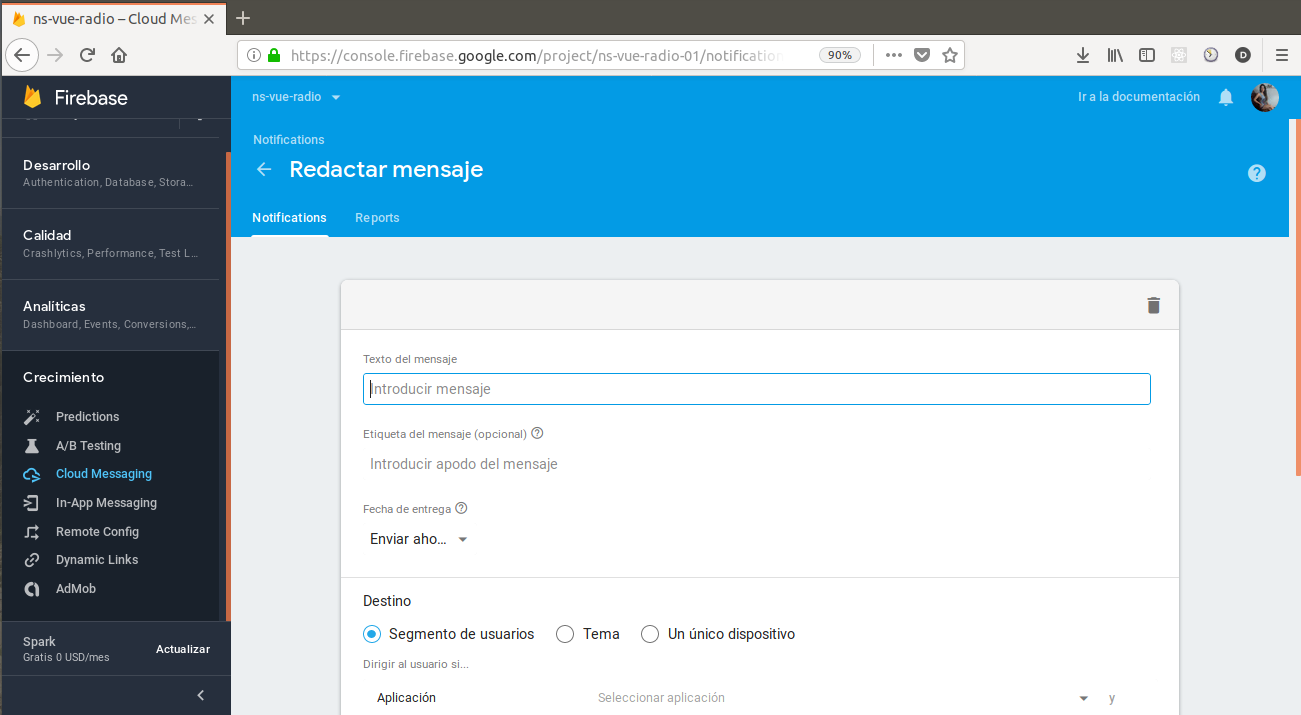 ns-vue-radio – Cloud Mes
https://console.firebase.google.com/project/ns-vue-radio-01/notification
90%
Firebase
ns-vue-radio
Ir a la documentación
Notifications
Redactar mensaje
Notifications Reports
Desarrollo
Authentication, Database, Stora...
Calidad
Crashlytics, Performance, Test L...
Analíticas
Dashboard, Events, Conversions,...
Crecimiento
Predictions
A/B Testing
Cloud Messaging
In-App Messaging
Remote Config
Dynamic Links
AdMob
Spark
Gratis 0 USD/mes
Actualizar
Texto del mensaje
Introducir mensaje
Etiqueta del mensaje (opcional)
Introducir apodo del mensaje
Fecha de entrega
Enviar aho...
Destino
Segmento de usuarios Tema Un único dispositivo
Dirigir al usuario si...
Aplicación Seleccionar aplicación y